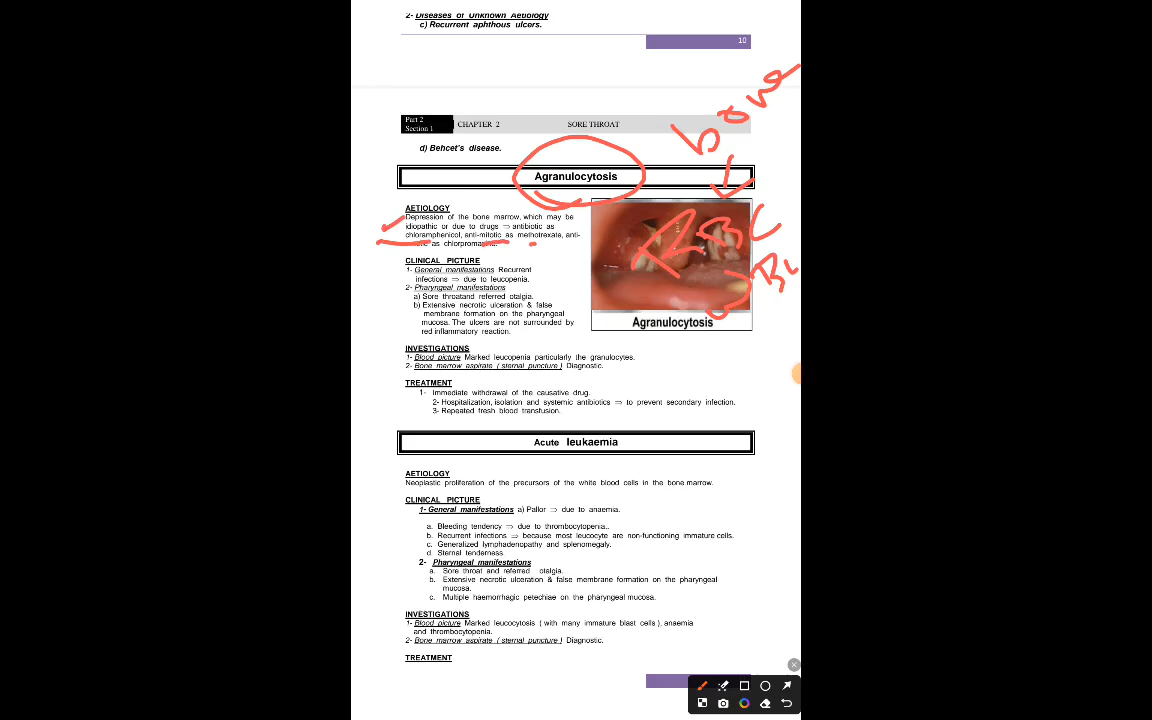 2- Diseases of Unknown Aetiology
c) Recurrent aphthous ulcers.
10
Part 2
Section 1
CHAPTER 2
SORE THROAT
d) Behcet's disease.
Agranulocytosis
AETIOLOGY
Depression of the bone marrow, which may be
idiopathic or due to drugs ⇒ antibiotic as
chloramphenicol, anti-mitotic as methotrexate, anti-
as chlorpromazine.
CLINICAL PICTURE
1- General manifestations Recurrent
infections ⇒ due to leucopenia.
2- Pharyngeal manifestations
a) Sore throatand referred otalgia.
b) Extensive necrotic ulceration & false
membrane formation on the pharyngeal
mucosa. The ulcers are not surrounded by
red inflammatory reaction.
bone
RBC
Agranulocytosis
INVESTIGATIONS
1- Blood picture Marked leucopenia particularly the granulocytes.
2- Bone marrow aspirate ( sternal puncture ) Diagnostic.
TREATMENT
1- Immediate withdrawal of the causative drug.
2- Hospitalization, isolation and systemic antibiotics ⇒ to prevent secondary infection.
3- Repeated fresh blood transfusion.
Acute leukaemia
AETIOLOGY
Neoplastic proliferation of the precursors of the white blood cells in the bone marrow.
CLINICAL PICTURE
1- General manifestations a) Pallor ⇒ due to anaemia.
a. Bleeding tendency ⇒ due to thrombocytopenia..
b. Recurrent infections ⇒ because most leucocyte are non-functioning immature cells.
c. Generalized lymphadenopathy and splenomegaly.
d. Sternal tenderness.
2- Pharyngeal manifestations
a. Sore throat and referred otalgia.
b. Extensive necrotic ulceration & false membrane formation on the pharyngeal
mucosa.
c. Multiple haemorrhagic petechiae on the pharyngeal mucosa.
INVESTIGATIONS
1- Blood picture Marked leucocytosis ( with many immature blast cells ), anaemia
and thrombocytopenia.
2- Bone marrow aspirate ( sternal puncture ) Diagnostic.
TREATMENT